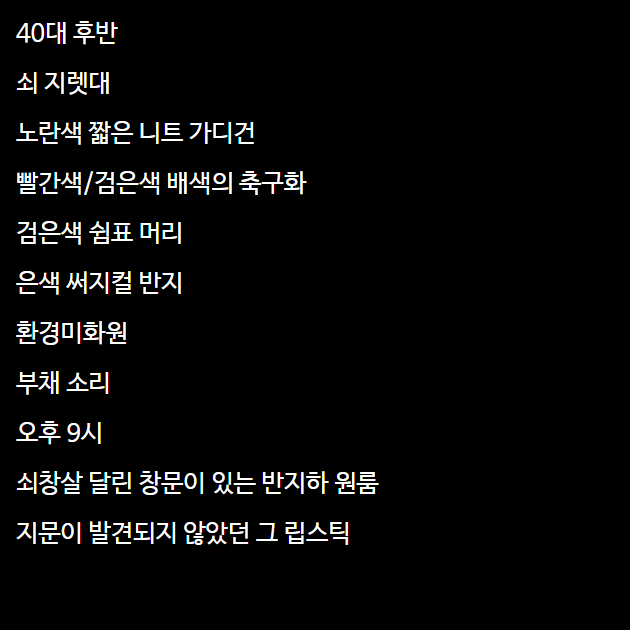 40대 후반
쇠 지렛대
노란색 짧은 니트 가디건
빨간색/검은색 배색의 축구화
검은색 쉼표 머리
은색 써지컬 반지
환경미화원
부채 소리
오후 9시
쇠창살 달린 창문이 있는 반지하 원룸
지문이 발견되지 않았던 그 립스틱